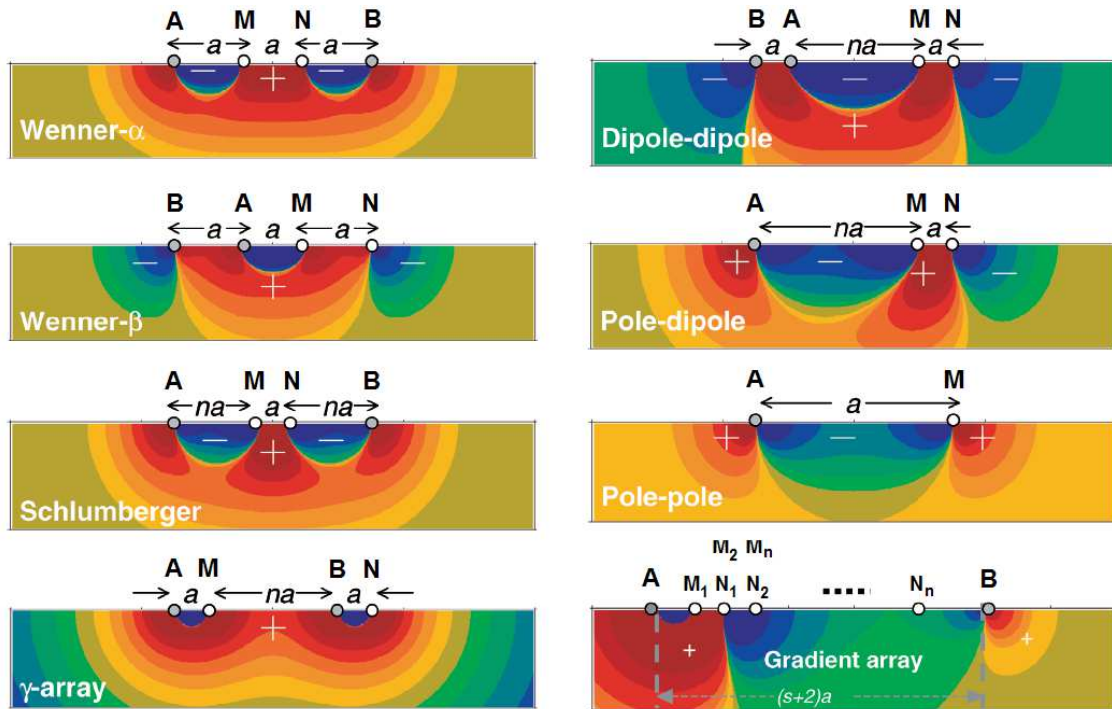 A M N B
a a a
− + −
Wenner-α
B A M N
a a a
− + −
Wenner-β
A M N B
na a na
− + −
Schlumberger
A M B N
a na a
+
γ-array
B A M N
a na a
− − −
+
Dipole-dipole
A M N
na a
+ − + −
Pole-dipole
A M
a
+ − +
Pole-pole
M2 Mn
A M1 N1 N2 ...... Nn B
+ +
Gradient array
(s+2)a